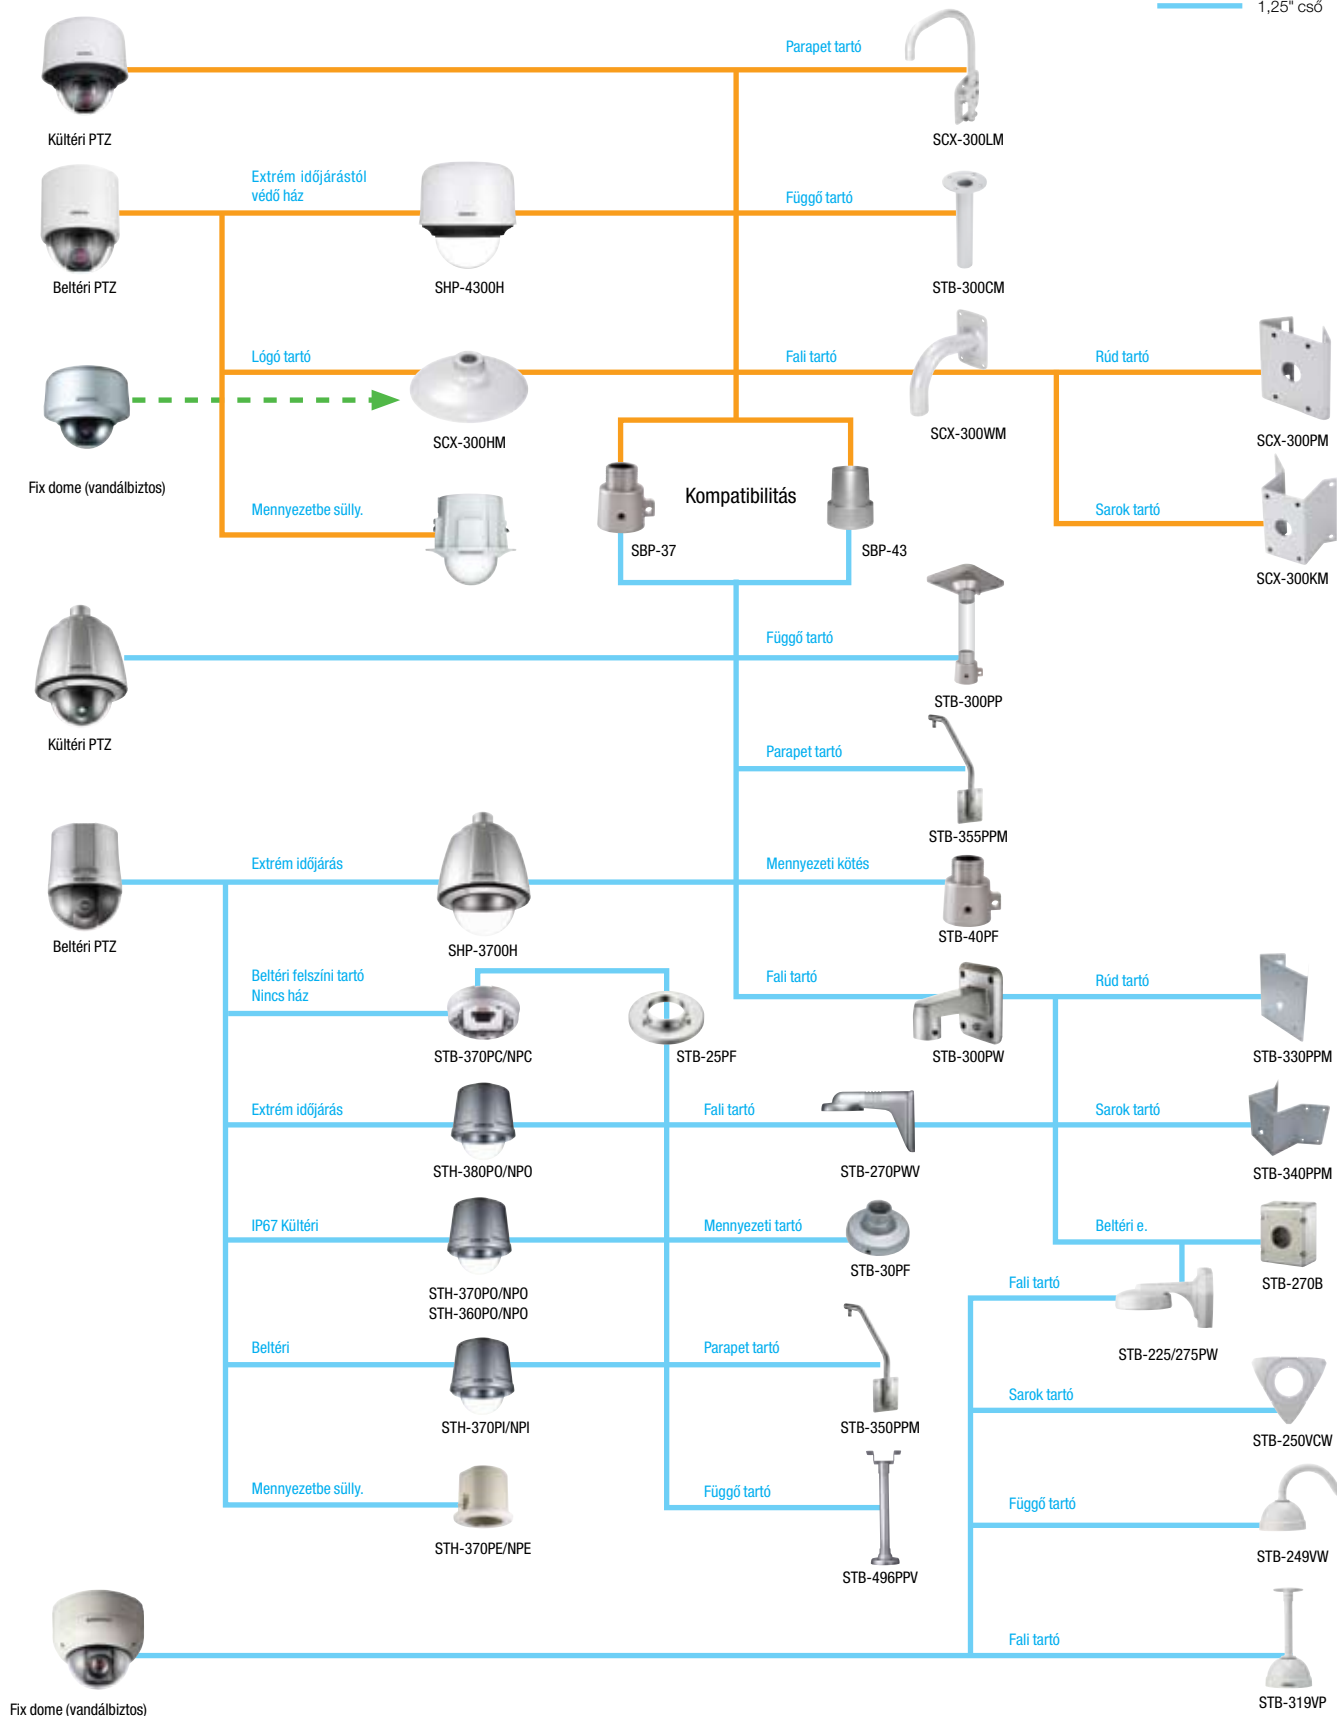 1,25" cső
Parapet tartó
Kültéri PTZ
SCX-300LM
Extrém időjárástól
védő ház
Függő tartó
Beltéri PTZ
SHP-4300H
STB-300CM
Lógó tartó
Fali tartó
Rúd tartó
SCX-300HM
SCX-300WM
SCX-300PM
Fix dome (vandálbiztos)
Mennyezetbe sülly.
Kompatibilitás
Sarok tartó
SBP-37
SBP-43
SCX-300KM
Függő tartó
STB-300PP
Kültéri PTZ
Parapet tartó
STB-355PPM
Extrém időjárás
Mennyezeti kötés
Beltéri PTZ
SHP-3700H
STB-40PF
Beltéri felszíni tartó
Nincs ház
Fali tartó
Rúd tartó
STB-370PC/NPC
STB-25PF
STB-300PW
STB-330PPM
Extrém időjárás
Fali tartó
Sarok tartó
STH-380PO/NPO
STB-270PWV
STB-340PPM
IP67 Kültéri
Mennyezeti tartó
Beltéri e.
STB-30PF
STB-270B
STH-370PO/NPO
STH-360PO/NPO
Fali tartó
Beltéri
Parapet tartó
STB-225/275PW
Sarok tartó
STH-370PI/NPI
STB-350PPM
STB-250VCW
Mennyezetbe sülly.
Függő tartó
Függő tartó
STH-370PE/NPE
STB-496PPV
STB-249VW
Fali tartó
Fix dome (vandálbiztos)
STB-319VP